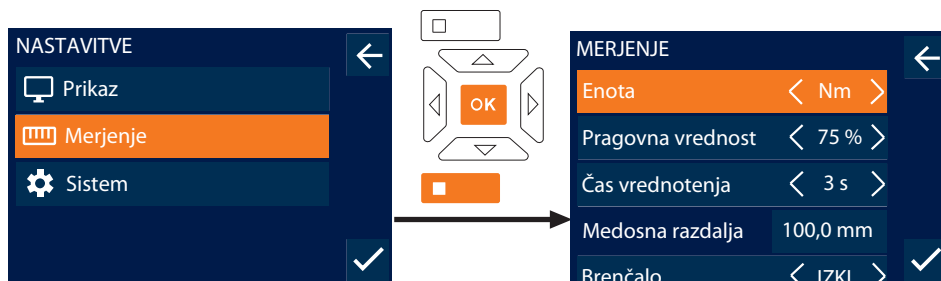 NASTAVITVE
Prikaz
Merjenje
Sistem
OK
MERJENJE
Enota Nm
Pragovna vrednost 75 %
Čas vrednotenja 3 s
Medosna razdalja 100,0 mm
Brenčalo IZKL